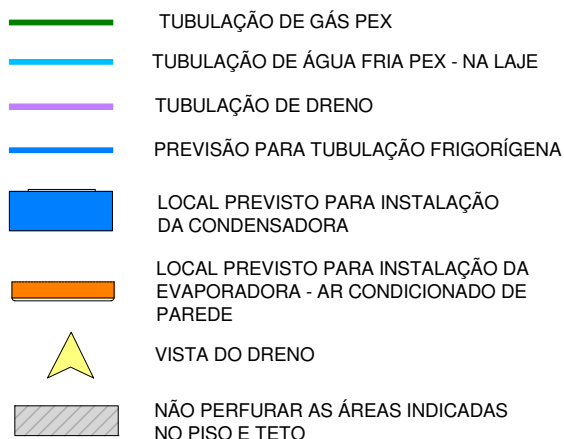 TUBULAÇÃO DE GÁS PEX
TUBULAÇÃO DE ÁGUA FRIA PEX - NA LAJE
TUBULAÇÃO DE DRENO
PREVISÃO PARA TUBULAÇÃO FRIGORÍGENA
LOCAL PREVISTO PARA INSTALAÇÃO
DA CONDENSADORA
LOCAL PREVISTO PARA INSTALAÇÃO DA
EVAPORADORA - AR CONDICIONADO DE
PAREDE
VISTA DO DRENO
NÃO PERFURAR AS ÁREAS INDICADAS
NO PISO E TETO